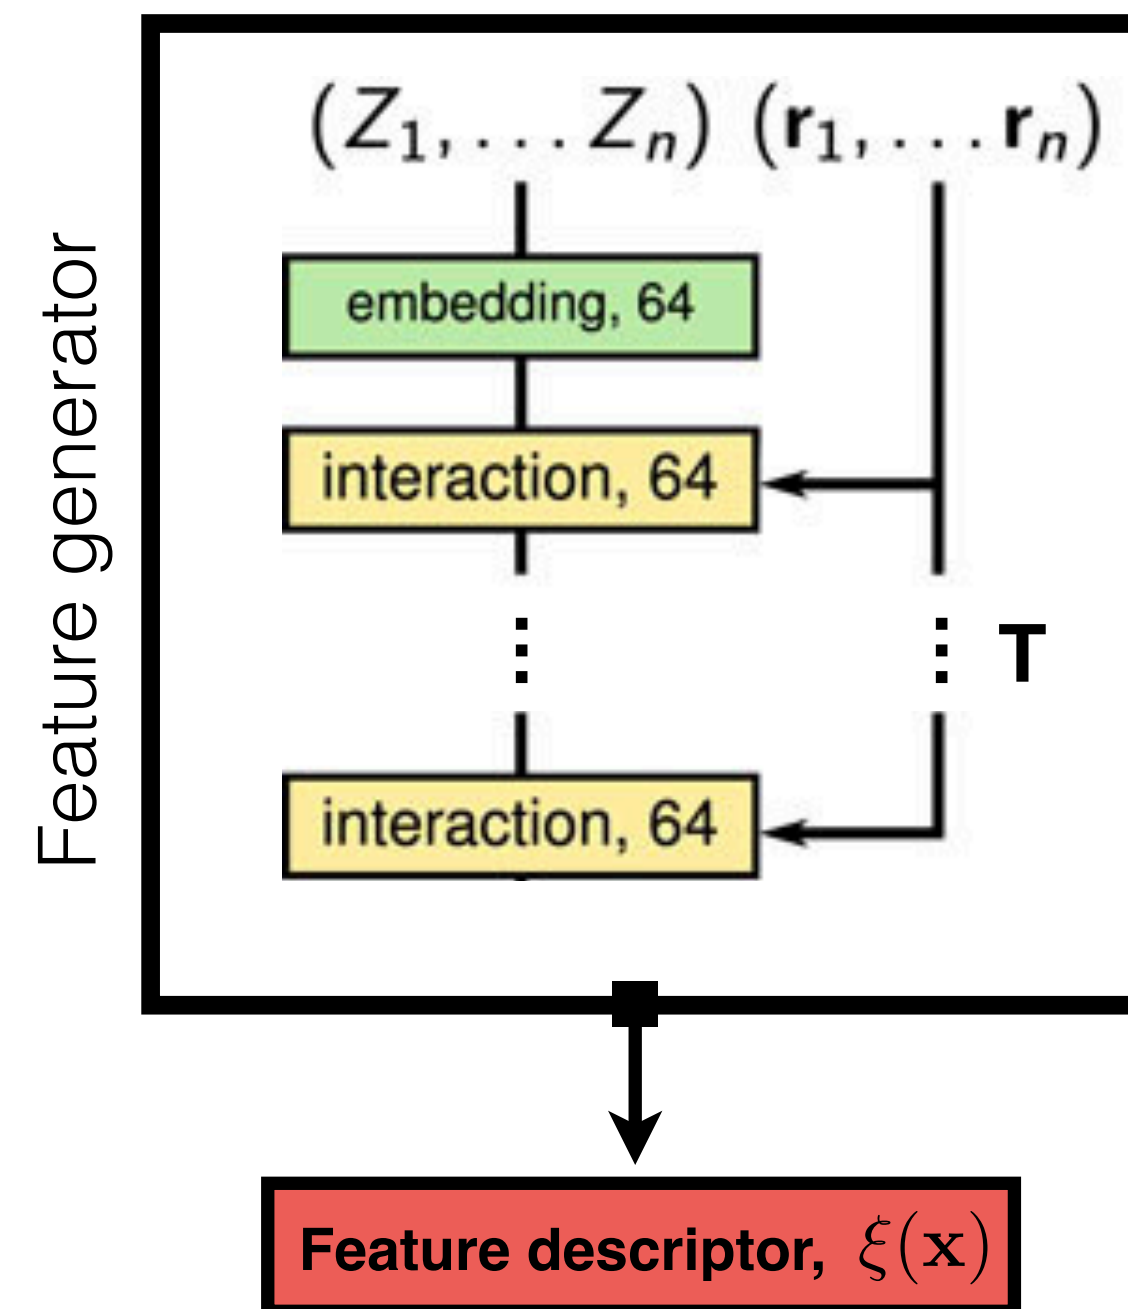 Feature generator
(Z₁, . . . Zₙ) (r₁, . . . rₙ)
embedding, 64
interaction, 64
⋮ ⋮ T
interaction, 64
Feature descriptor, ξ(x)